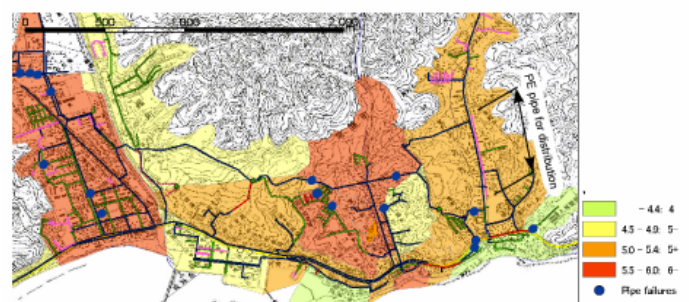 0 500 1,000 2,000
PE pipe for distribution
- 4.4: 4
4.5 - 4.9: 5-
5.0 - 5.4: 5+
5.5 - 6.0: 6-
Pipe failures